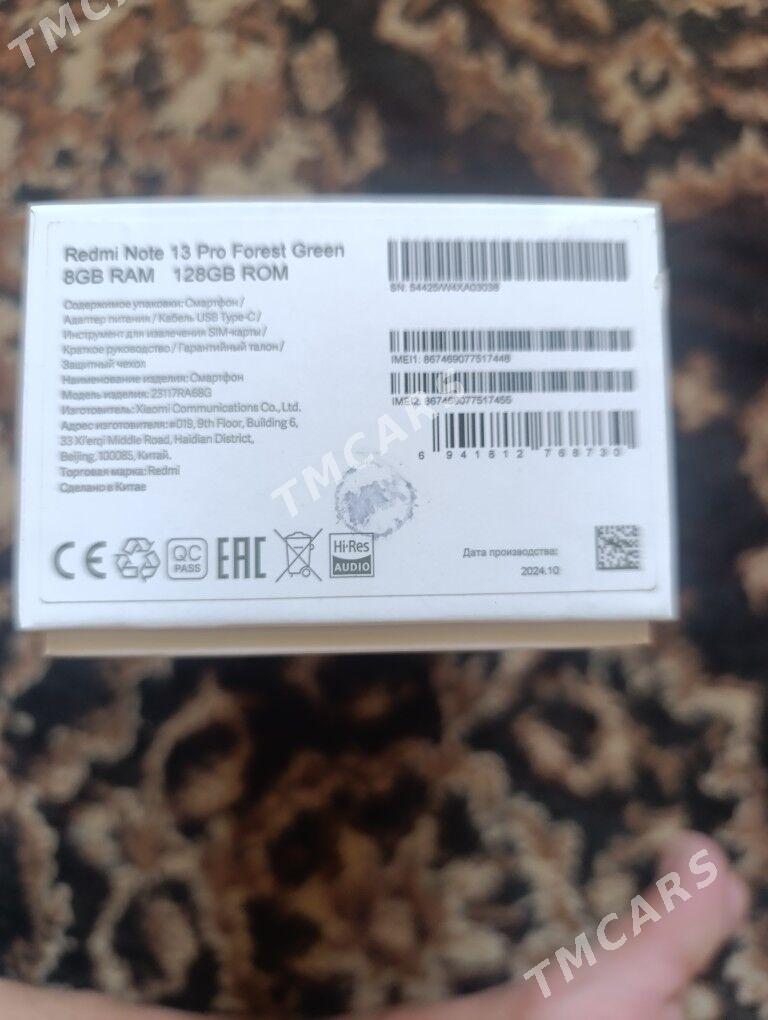 TMCARS
Redmi Note 13 Pro Forest Green
8GB RAM 128GB ROM
Содержимое упаковки: Смартфон /
Адаптер питания / Кабель USB Type-C /
Инструмент для извлечения SIM-карты /
Краткое руководство / Гарантийный талон /
Защитный чехол
Наименование изделия: Смартфон
Модель изделия: 23117RA68G
Изготовитель: Xiaomi Communications Co., Ltd.
Адрес изготовителя: #019, 9th Floor, Building 6,
33 Xi'erqi Middle Road, Haidian District,
Beijing, 100085, Китай.
Торговая марка: Redmi
Сделано в Китае
SN: 54425/W4XA03038
IMEI1: 867469077517448
IMEI2: 867469077517455
6 941812 768730
TMCARS
CE
QC
PASS
EAC
Hi-Res
AUDIO
Дата производства:
2024.10
TMCARS